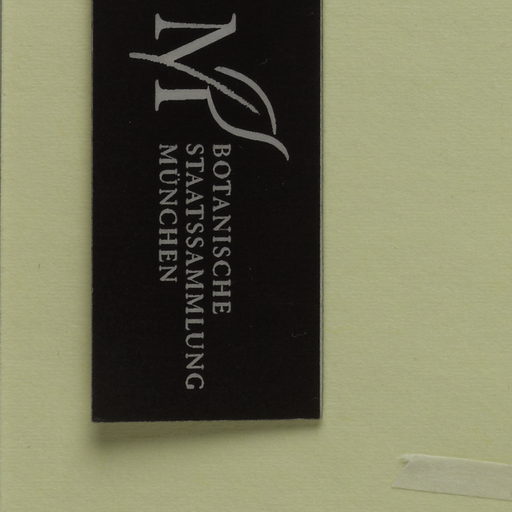 M
BOTANISCHE
STAATSSAMMLUNG
MÜNCHEN